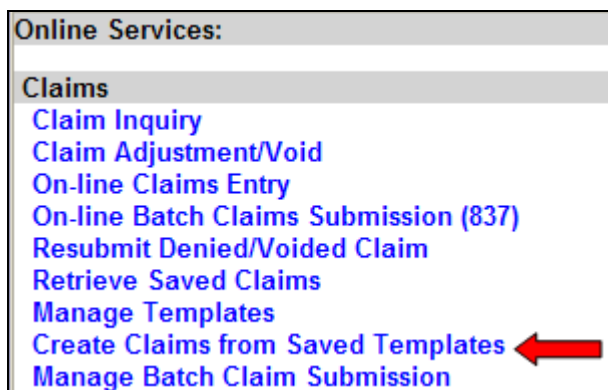 Online Services:
Claims
Claim Inquiry
Claim Adjustment/Void
On-line Claims Entry
On-line Batch Claims Submission (837)
Resubmit Denied/Voided Claim
Retrieve Saved Claims
Manage Templates
Create Claims from Saved Templates
Manage Batch Claim Submission